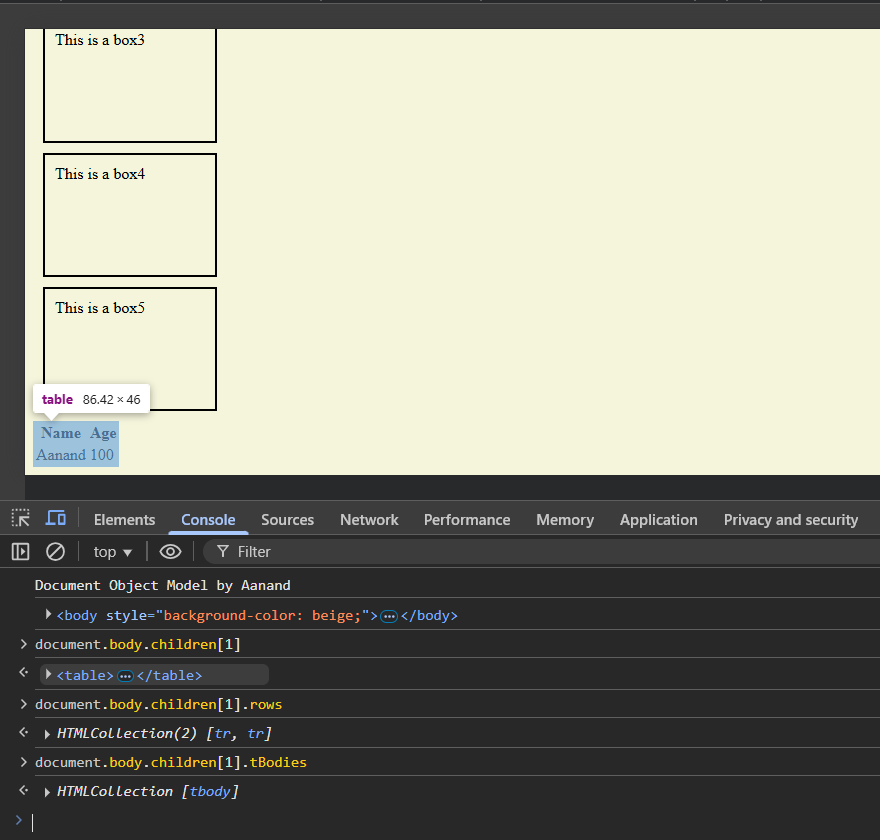 This is a box3
This is a box4
This is a box5
table 86.42 × 46
Name Age
Aanand 100
Elements Console Sources Network Performance Memory Application Privacy and security
top ▼ Filter
Document Object Model by Aanand
<body style="background-color: beige;">…</body>
document.body.children[1]
<table>…</table>
document.body.children[1].rows
HTMLCollection(2) [tr, tr]
document.body.children[1].tBodies
HTMLCollection [tbody]